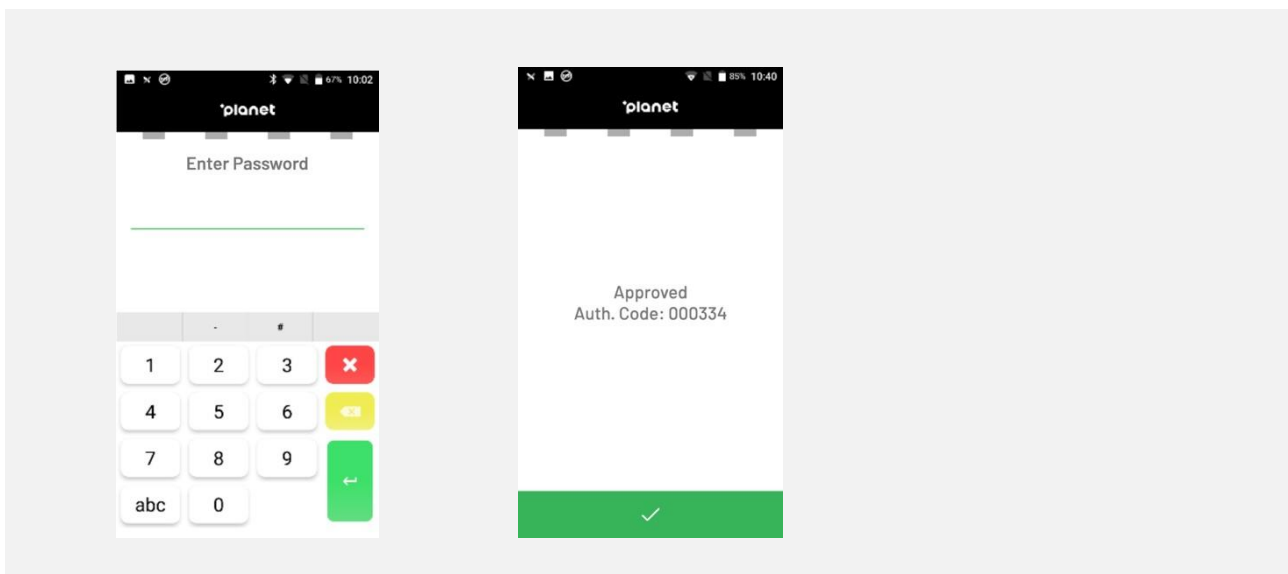 67% 10:02
planet
Enter Password
- #
1 2 3
4 5 6
7 8 9
abc 0
85% 10:40
planet
Approved
Auth. Code: 000334